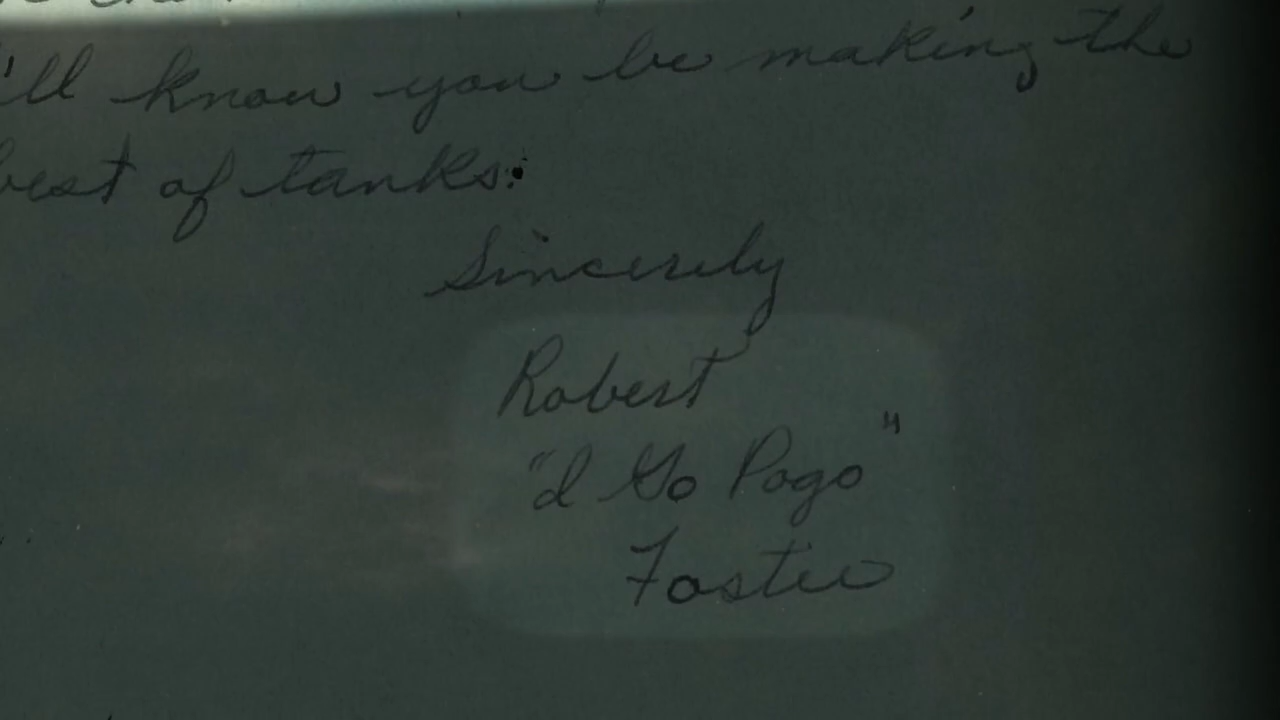 'll know you be making the
best of tanks.
Sincerely
Robert
"I Go Pogo"
Foster